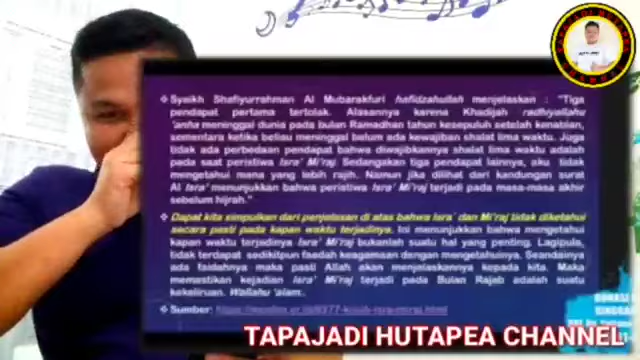 Syaikh Shafiyurrahman Al Mubarakfuri hafidzahullah menjelaskan : "Tiga
pendapat pertama tertolak. Alasannya karena Khadijah radhiyallahu
'anha meninggal dunia pada bulan Ramadhan tahun kesepuluh setelah kenabian,
sementara ketika beliau meninggal belum ada kewajiban shalat lima waktu. Juga
tidak ada perbedaan pendapat bahwa diwajibkannya shalat lima waktu adalah
pada saat peristiwa Isra' Mi'raj. Sedangakan tiga pendapat lainnya, aku tidak
mengetahui mana yang lebih rajih. Namun jika dilihat dari kandungan surat
Al Isra' menunjukkan bahwa peristiwa Isra' Mi'raj terjadi pada masa-masa akhir
sebelum hijrah."
Dapat kita simpulkan dari penjelasan di atas bahwa Isra' dan Mi'raj tidak diketahui
secara pasti pada kapan waktu terjadinya. Ini menunjukkan bahwa mengetahui
kapan waktu terjadinya Isra' Mi'raj bukanlah suatu hal yang penting. Lagipula,
tidak terdapat sedikitpun faedah keagamaan dengan mengetahuinya. Seandainya
ada faidahnya maka pasti Allah akan menjelaskannya kepada kita. Maka
memastikan kejadian Isra' Mi'raj terjadi pada Bulan Rajab adalah suatu
kekeliruan. Wallahu 'alam..
Sumber:
TAPAJADI HUTAPEA CHANNEL